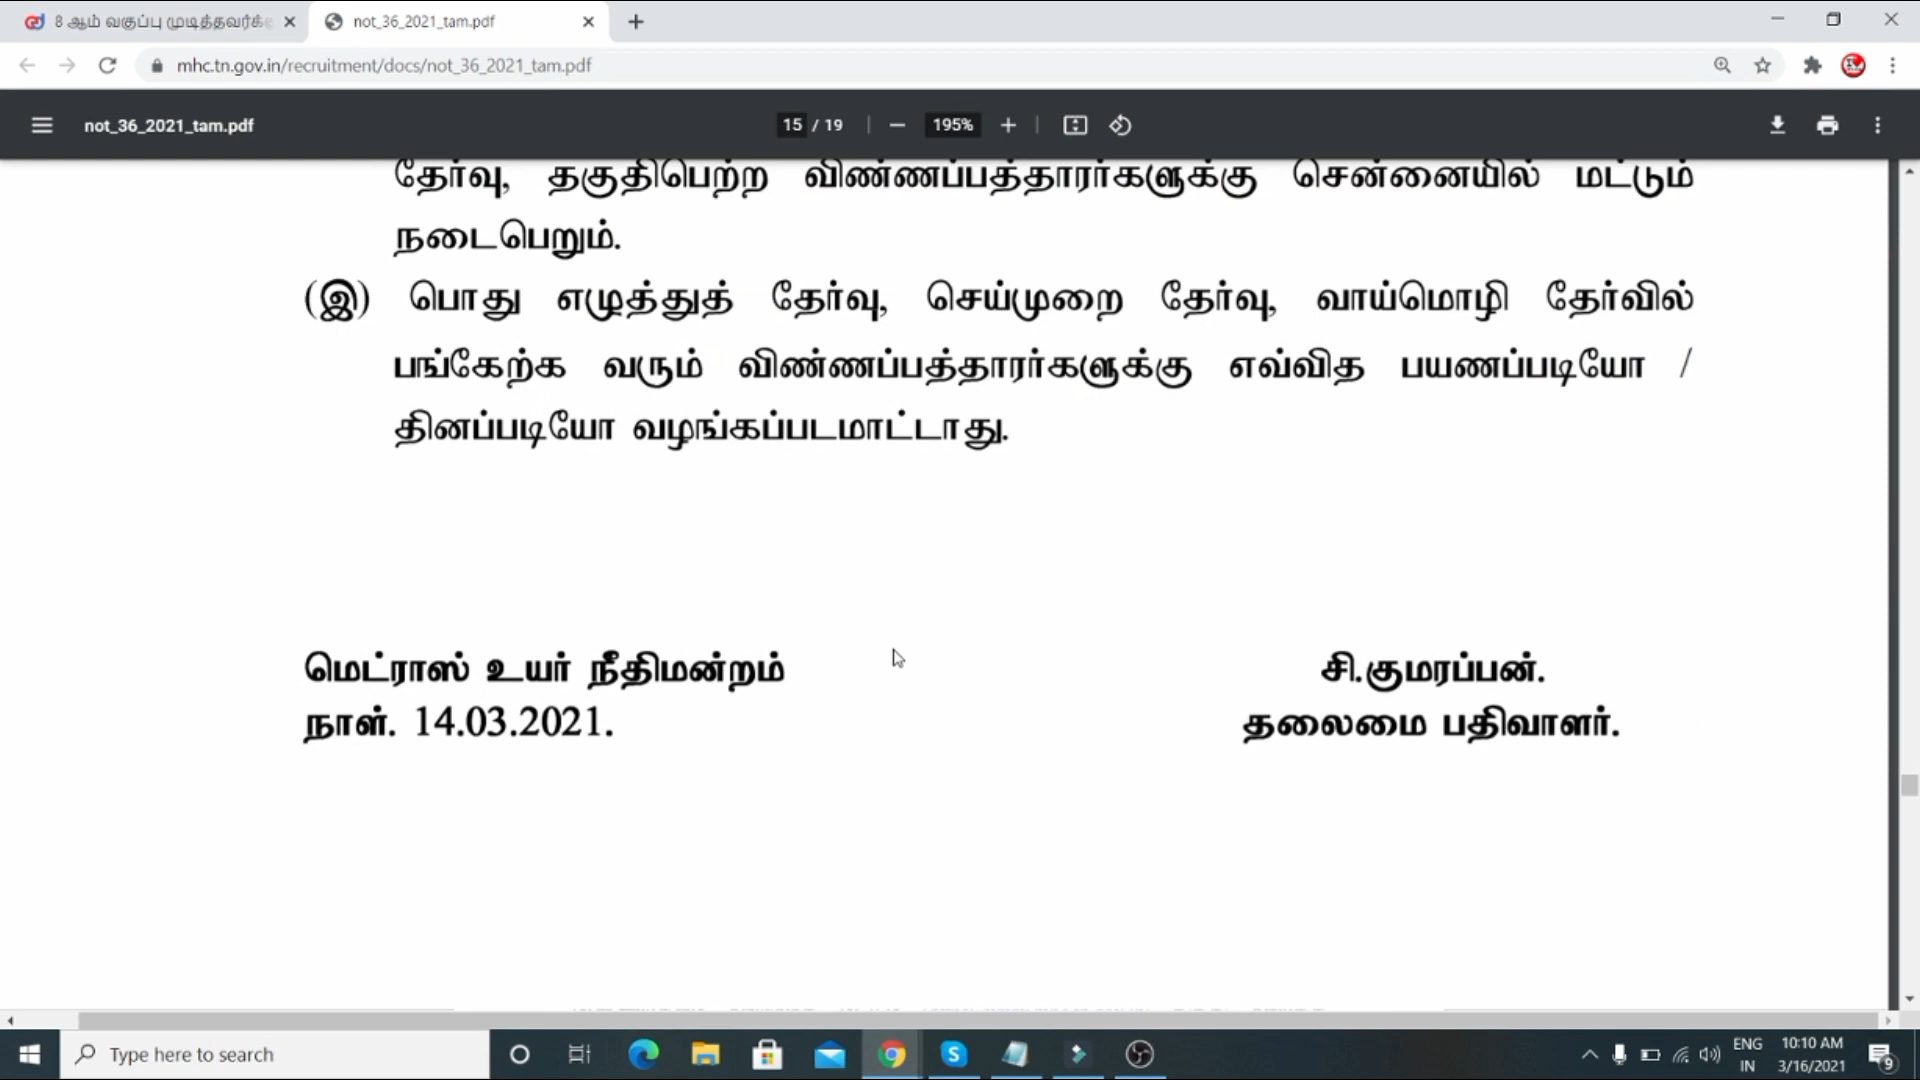 8 ஆம் வகுப்பு முடித்தவர்க்கு
not_36_2021_tam.pdf
mhc.tn.gov.in/recruitment/docs/not_36_2021_tam.pdf
not_36_2021_tam.pdf
15 / 19
195%
தேர்வு, தகுதிபெற்ற விண்ணப்பத்தாரர்களுக்கு சென்னையில் மட்டும்
நடைபெறும்.
(இ) பொது எழுத்துத் தேர்வு, செய்முறை தேர்வு, வாய்மொழி தேர்வில்
பங்கேற்க வரும் விண்ணப்பத்தாரர்களுக்கு எவ்வித பயணப்படியோ /
தினப்படியோ வழங்கப்படமாட்டாது.
மெட்ராஸ் உயர் நீதிமன்றம்
சி.குமரப்பன்.
நாள். 14.03.2021.
தலைமை பதிவாளர்.
Type here to search
ENG
IN
10:10 AM
3/16/2021
9